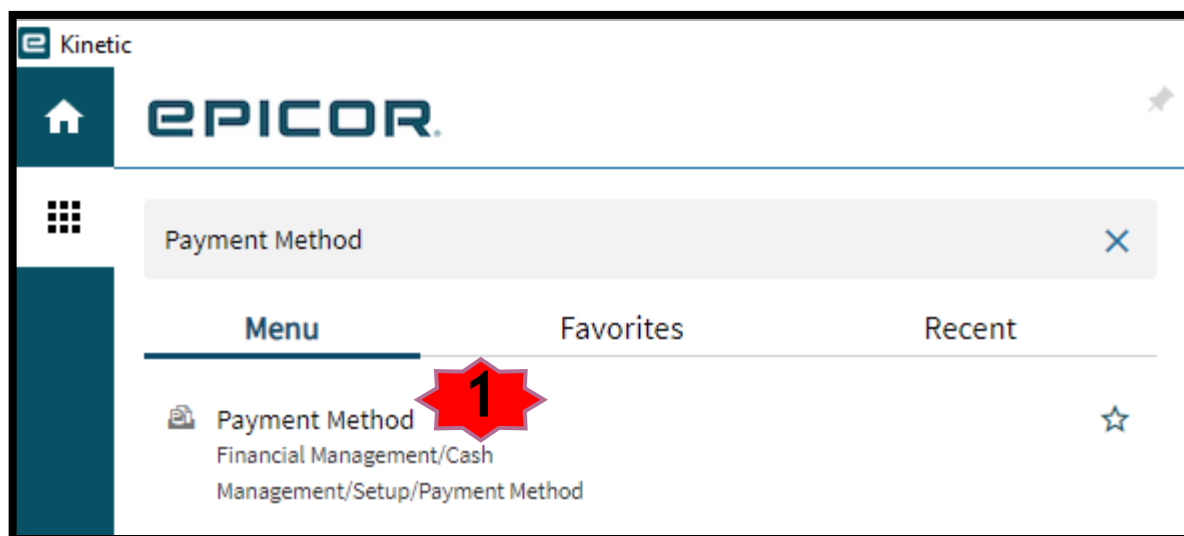 Kinetic
EPICOR.
Payment Method
Menu Favorites Recent
1
Payment Method
Financial Management/Cash
Management/Setup/Payment Method